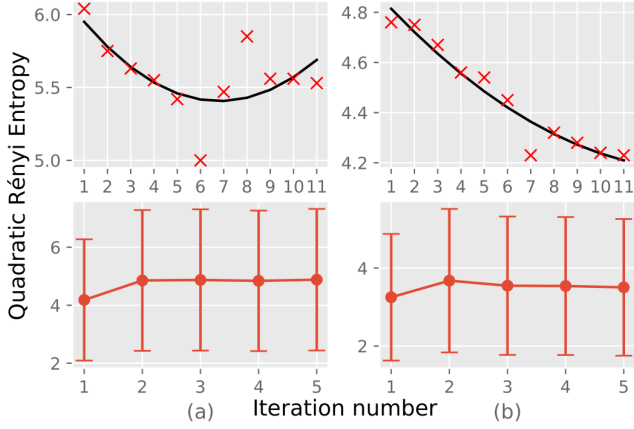 Quadratic Rényi Entropy
6.0
5.5
5.0
1 2 3 4 5 6 7 8 9 10 11
4.8
4.6
4.4
4.2
1 2 3 4 5 6 7 8 9 10 11
6
4
2
1 2 3 4 5
4
2
1 2 3 4 5
(a) Iteration number (b)